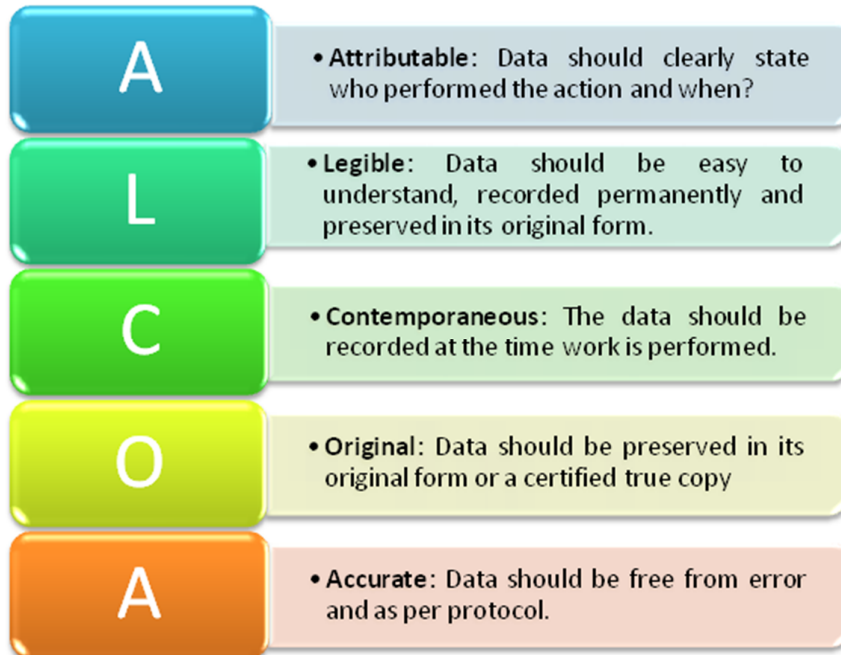 A
• Attributable: Data should clearly state
who performed the action and when?
L
• Legible: Data should be easy to
understand, recorded permanently and
preserved in its original form.
C
• Contemporaneous: The data should be
recorded at the time work is performed.
O
• Original: Data should be preserved in its
original form or a certified true copy
A
• Accurate: Data should be free from error
and as per protocol.